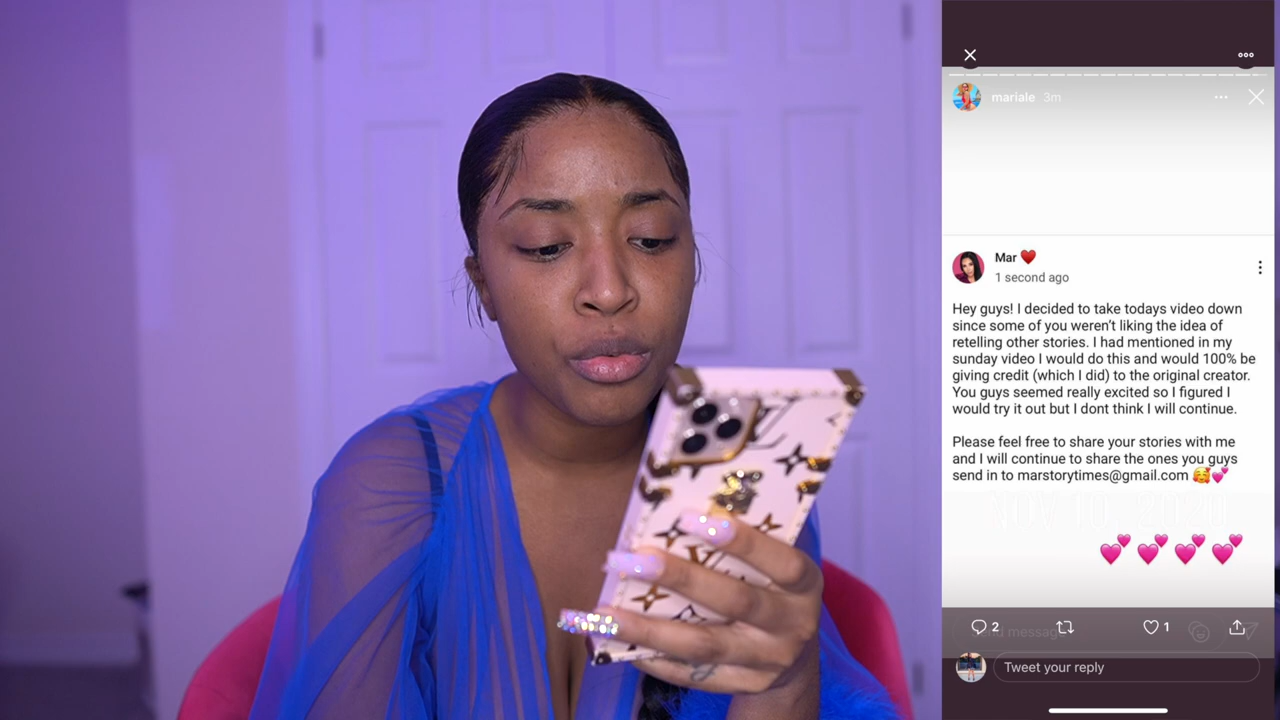 mariale 3m
Mar ❤️
1 second ago
Hey guys! I decided to take todays video down
since some of you weren't liking the idea of
retelling other stories. I had mentioned in my
sunday video I would do this and would 100% be
giving credit (which I did) to the original creator.
You guys seemed really excited so I figured I
would try it out but I dont think I will continue.
Please feel free to share your stories with me
and I will continue to share the ones you guys
send in to marstorytimes@gmail.com 🥰💕
💕 💕 💕 💕
2
1
Tweet your reply